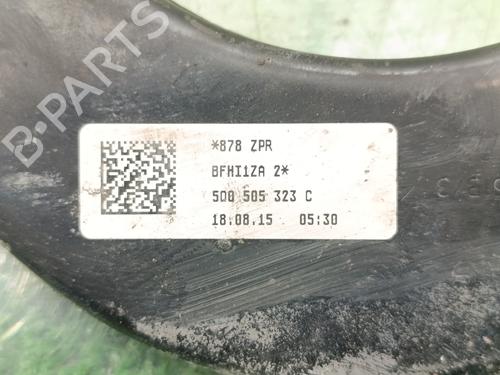 *878 ZPR
BFHI1ZA 2*
5Q0 505 323 C
18.08.15 05:30
B-PARTS